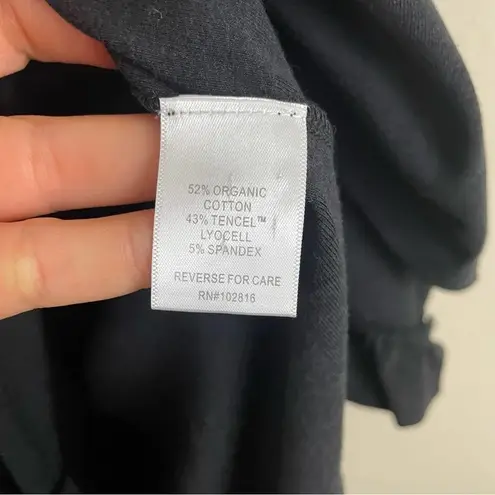 52% ORGANIC
COTTON
43% TENCEL™
LYOCELL
5% SPANDEX
REVERSE FOR CARE
RN#102816